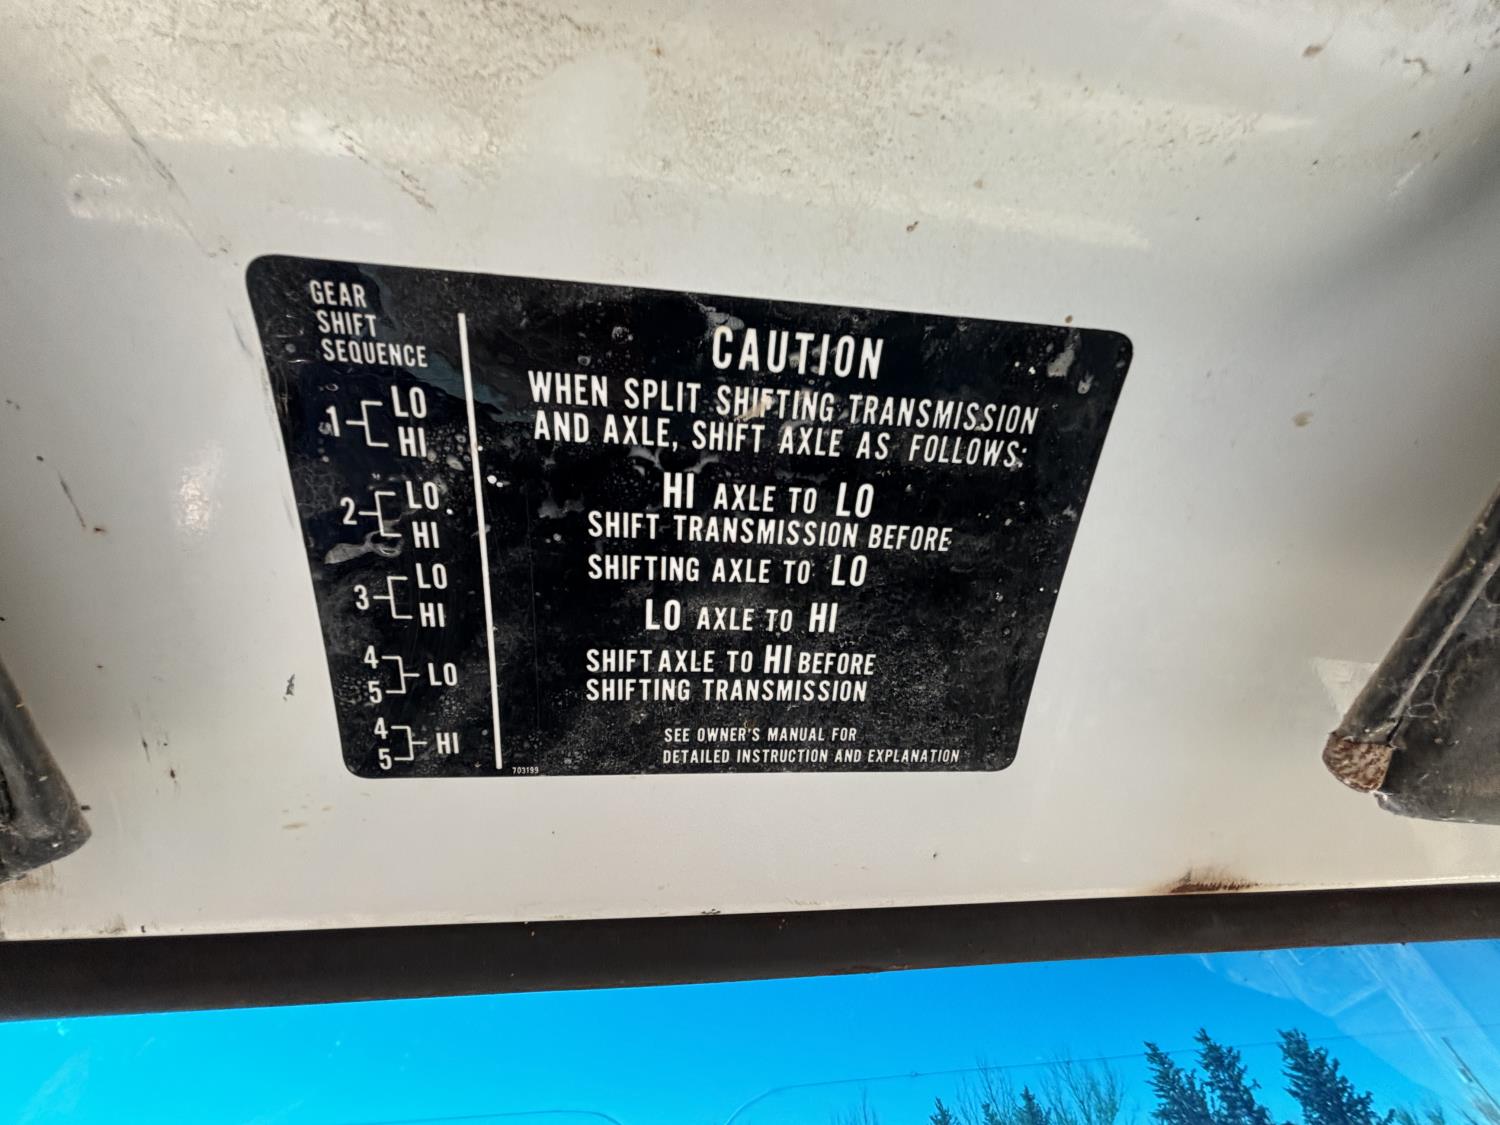 GEAR
SHIFT
SEQUENCE
1 LO
HI
2 LO
HI
3 LO
HI
4
5 LO
4
5 HI
CAUTION
WHEN SPLIT SHIFTING TRANSMISSION
AND AXLE, SHIFT AXLE AS FOLLOWS:
HI AXLE TO LO
SHIFT TRANSMISSION BEFORE
SHIFTING AXLE TO LO
LO AXLE TO HI
SHIFT AXLE TO HI BEFORE
SHIFTING TRANSMISSION
SEE OWNER'S MANUAL FOR
DETAILED INSTRUCTION AND EXPLANATION
703199